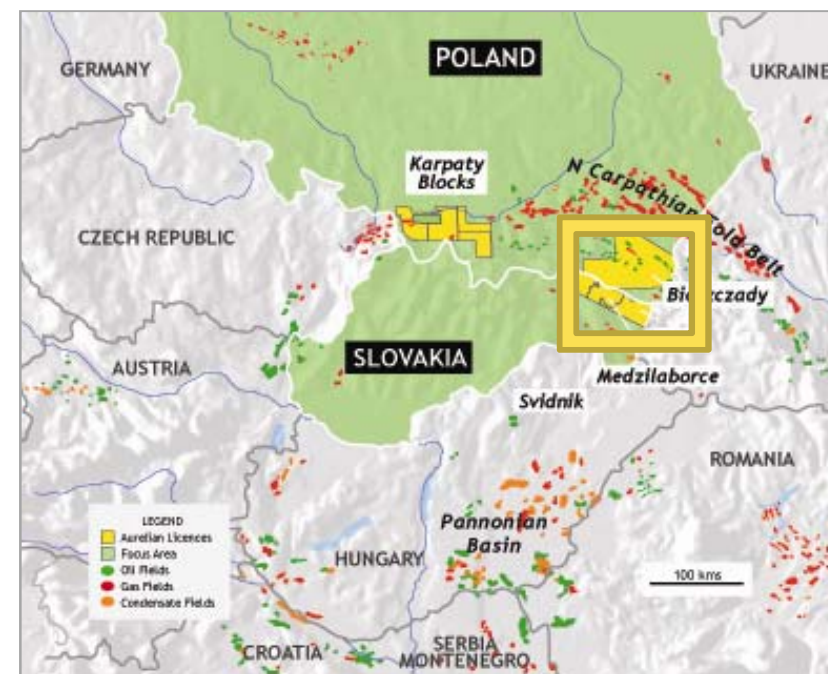 POLAND
GERMANY
UKRAINE
Karpaty
Blocks
N Carpathian Fold Belt
CZECH REPUBLIC
Bieszczady
SLOVAKIA
AUSTRIA
Medzilaborce
Svidnik
ROMANIA
Pannonian
Basin
LEGEND
Aurelian Licences
Focus Area
Oil Fields
Gas Fields
Condensate Fields
HUNGARY
100 kms
CROATIA
SERBIA
MONTENEGRO